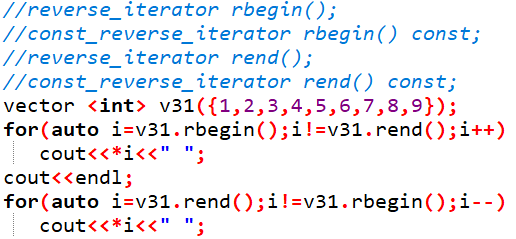 //reverse_iterator rbegin();
//const_reverse_iterator rbegin() const;
//reverse_iterator rend();
//const_reverse_iterator rend() const;
vector <int> v31({1,2,3,4,5,6,7,8,9});
for(auto i=v31.rbegin();i!=v31.rend();i++)
cout<<*i<<" ";
cout<<endl;
for(auto i=v31.rend();i!=v31.rbegin();i--)
cout<<*i<<" ";